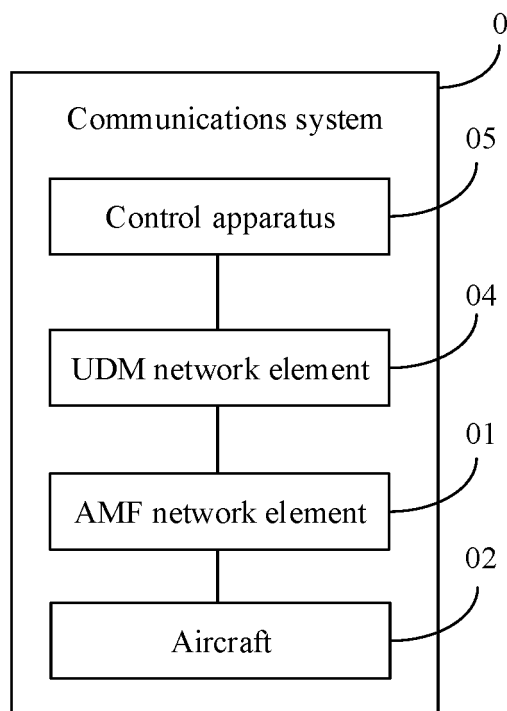 0
Communications system
05
Control apparatus
04
UDM network element
01
AMF network element
02
Aircraft